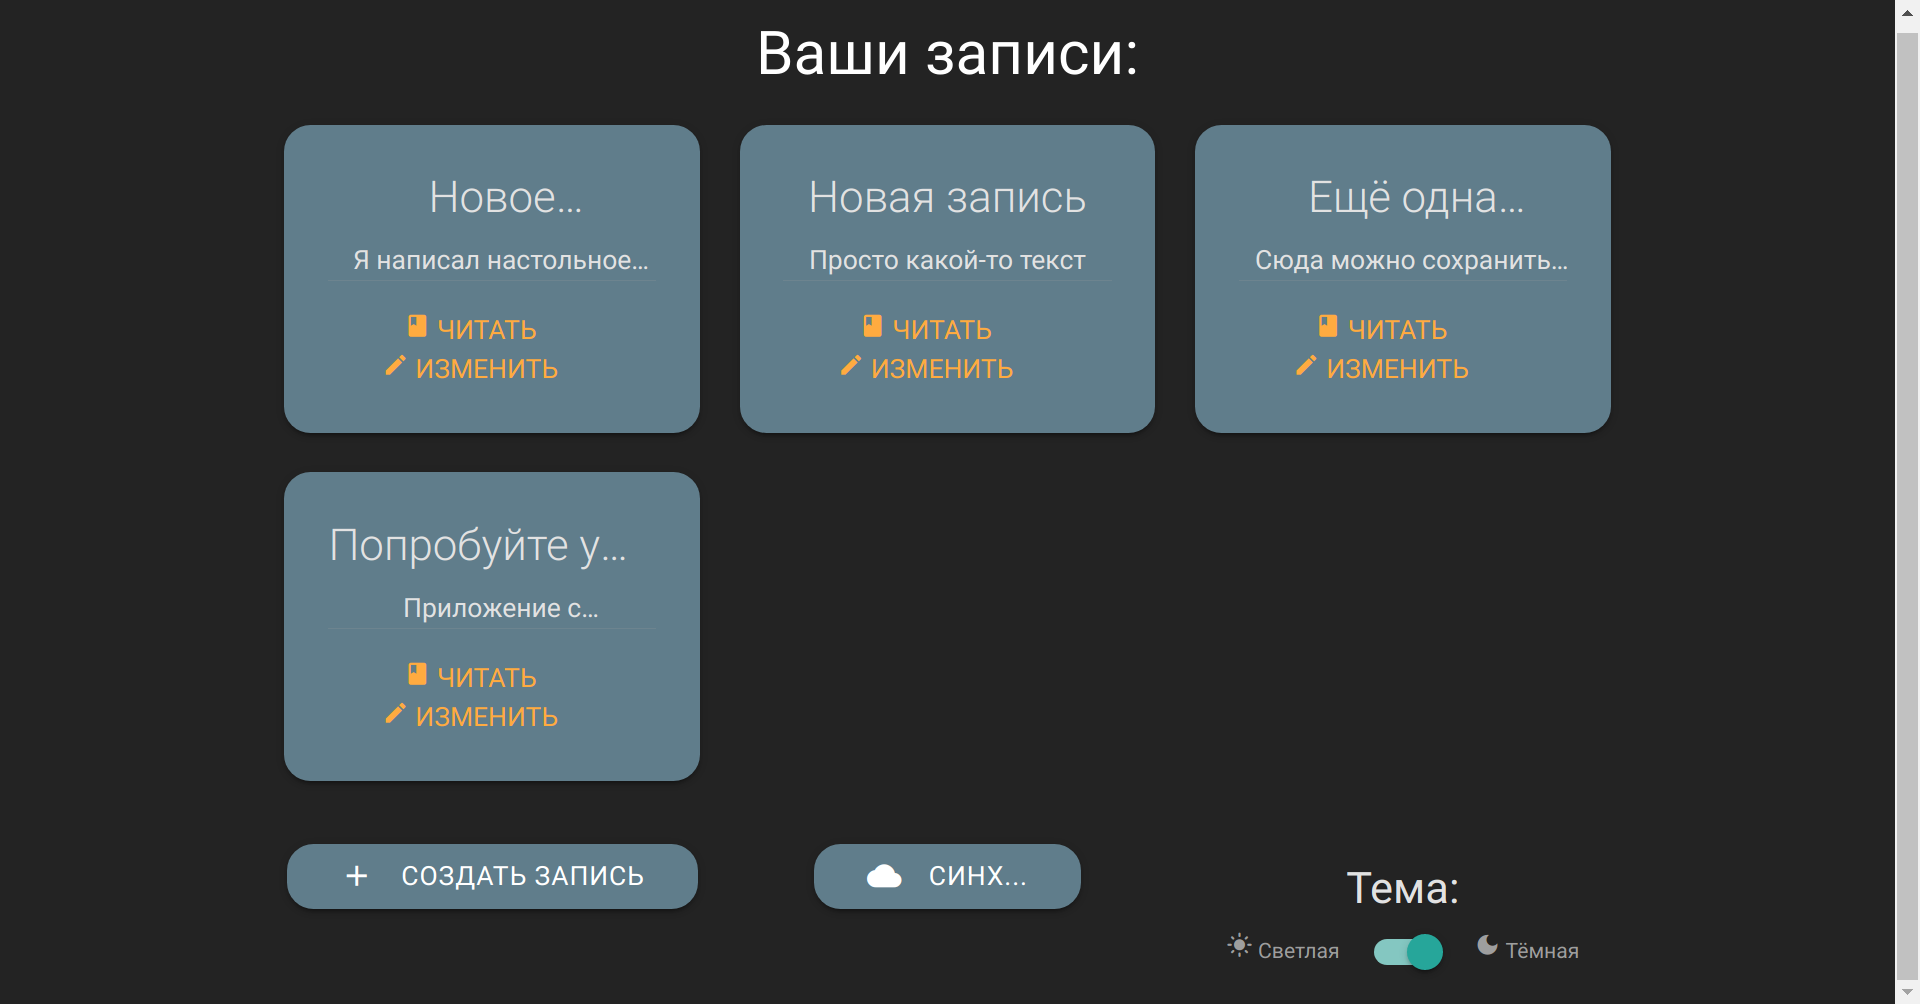 Ваши записи:
Новое...
Я написал настольное...
ЧИТАТЬ
ИЗМЕНИТЬ
Новая запись
Просто какой-то текст
ЧИТАТЬ
ИЗМЕНИТЬ
Ещё одна...
Сюда можно сохранить...
ЧИТАТЬ
ИЗМЕНИТЬ
Попробуйте у...
Приложение с...
ЧИТАТЬ
ИЗМЕНИТЬ
СОЗДАТЬ ЗАПИСЬ
СИНХ...
Тема:
Светлая
Тёмная